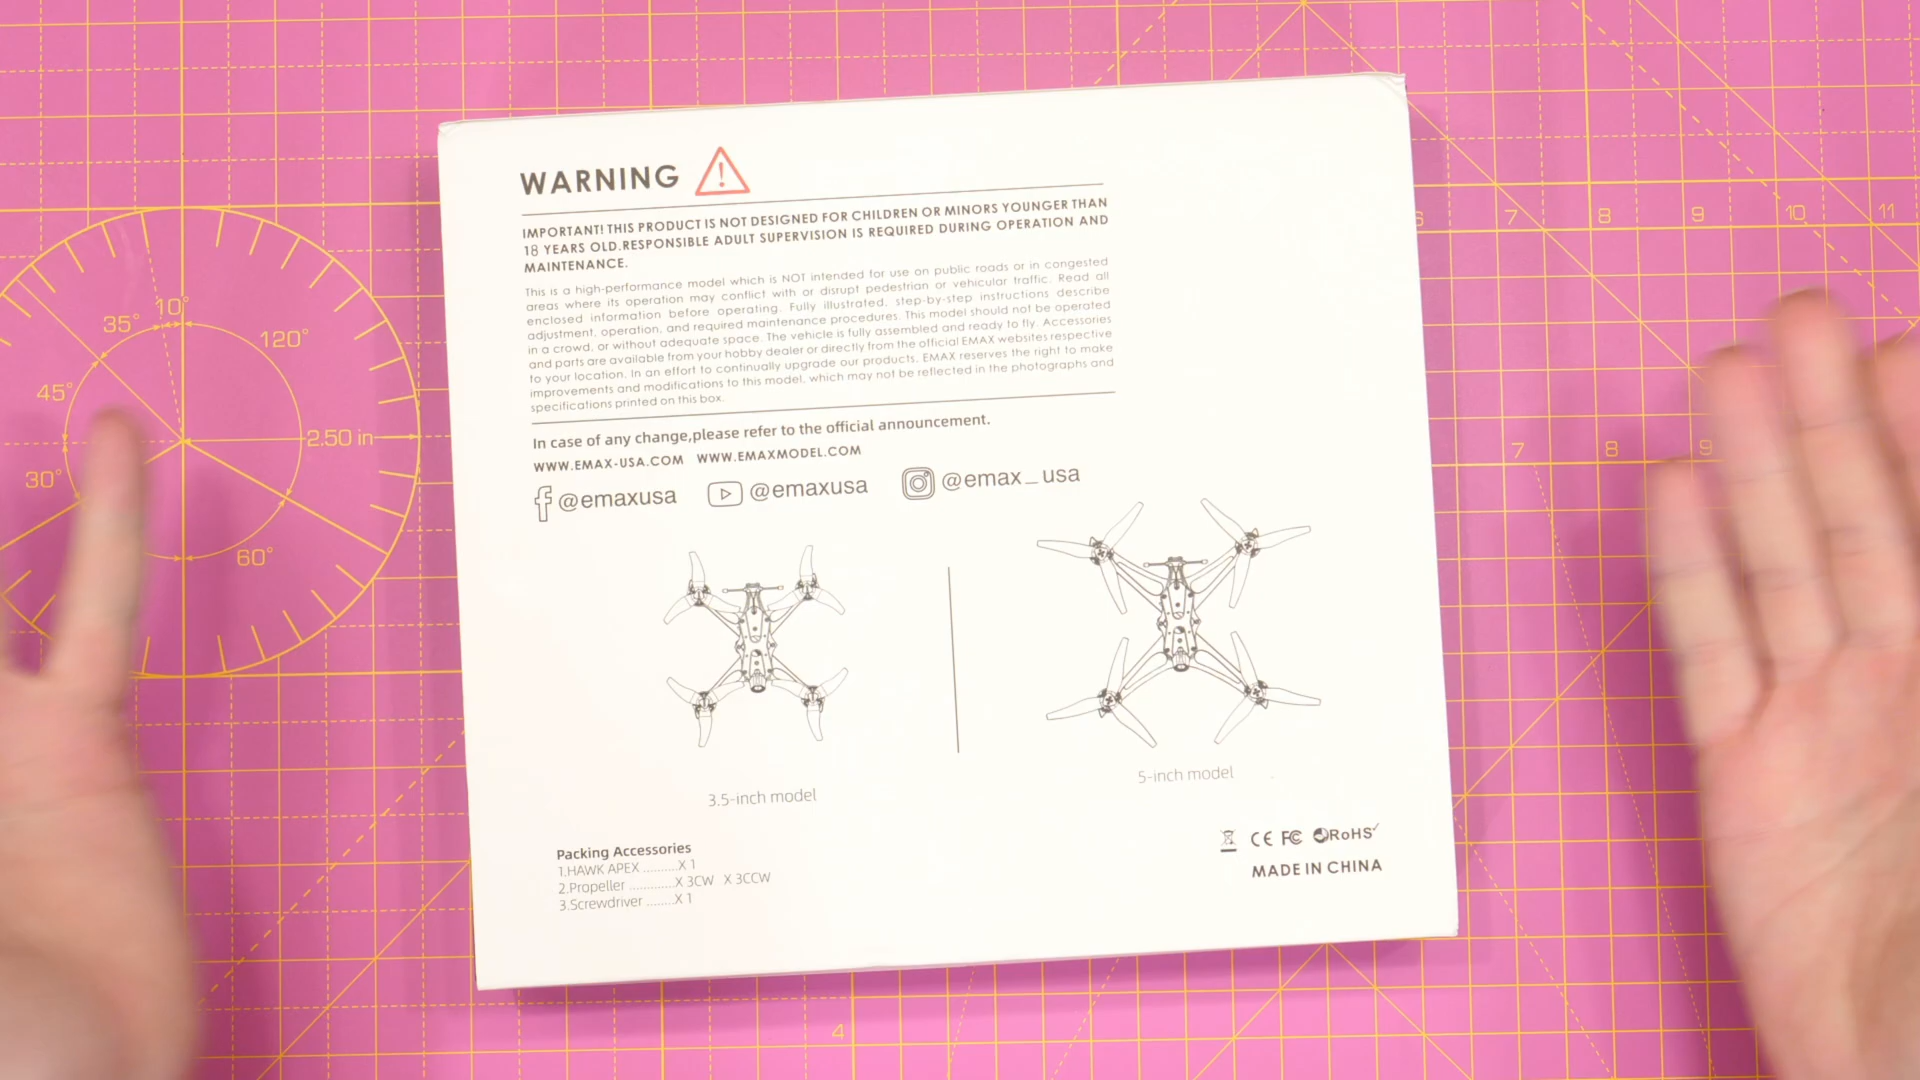 WARNING
IMPORTANT! THIS PRODUCT IS NOT DESIGNED FOR CHILDREN OR MINORS YOUNGER THAN
18 YEARS OLD.RESPONSIBLE ADULT SUPERVISION IS REQUIRED DURING OPERATION AND
MAINTENANCE.
This is a high-performance model which is NOT intended for use on public roads or in congested
areas where its operation may conflict with or disrupt pedestrian or vehicular traffic. Read all
enclosed information before operating. Fully illustrated, step-by-step instructions describe
adjustment, operation, and required maintenance procedures. This model should not be operated
in a crowd, or without adequate space. The vehicle is fully assembled and ready to fly. Accessories
and parts are available from your hobby dealer or directly from the official EMAX websites respective
to your location. In an effort to continually upgrade our products, EMAX reserves the right to make
improvements and modifications to this model, which may not be reflected in the photographs and
specifications printed on this box.
In case of any change,please refer to the official announcement.
WWW.EMAX-USA.COM WWW.EMAXMODEL.COM
@emaxusa @emaxusa @emax_usa
3.5-inch model
5-inch model
Packing Accessories
1.HAWK APEX ..........X 1
2.Propeller .............X 3CW X 3CCW
3.Screwdriver ........X 1
CE FC RoHS
MADE IN CHINA
10°
35°
120°
45°
2.50 in
30°
60°
6 7 8 9 10 11
7 8 9
4